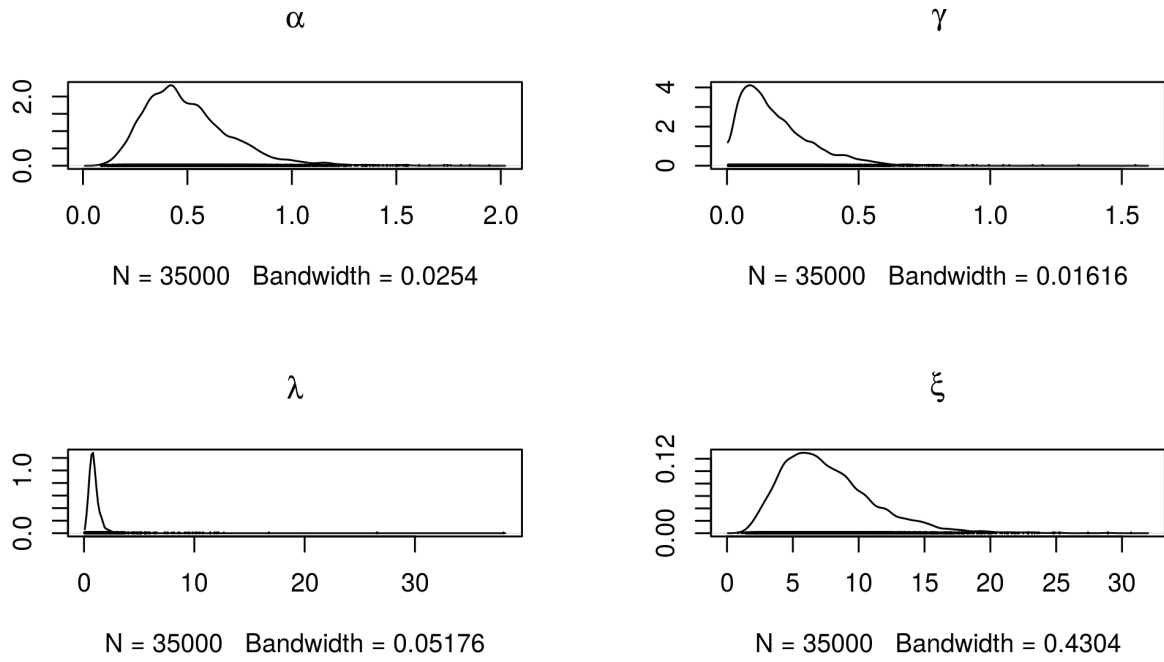 α
0.0 2.0
0.0 0.5 1.0 1.5 2.0
N = 35000 Bandwidth = 0.0254
γ
0 2 4
0.0 0.5 1.0 1.5
N = 35000 Bandwidth = 0.01616
λ
0.0 1.0
0 10 20 30
N = 35000 Bandwidth = 0.05176
ξ
0.00 0.12
0 5 10 15 20 25 30
N = 35000 Bandwidth = 0.4304